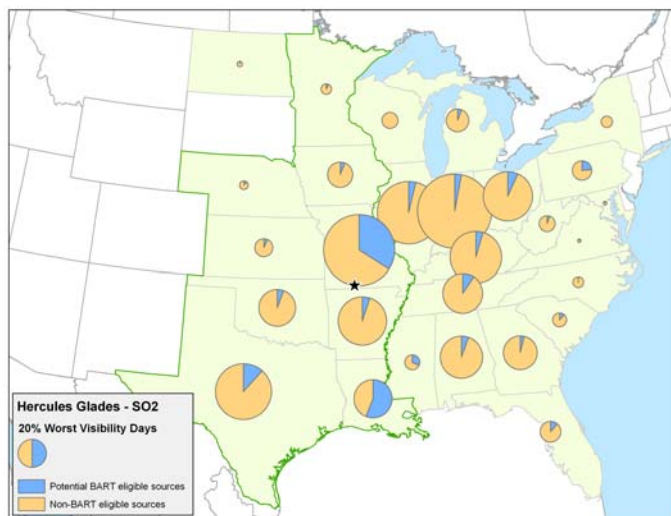 Hercules Glades - SO2
20% Worst Visibility Days
Potential BART eligible sources
Non-BART eligible sources